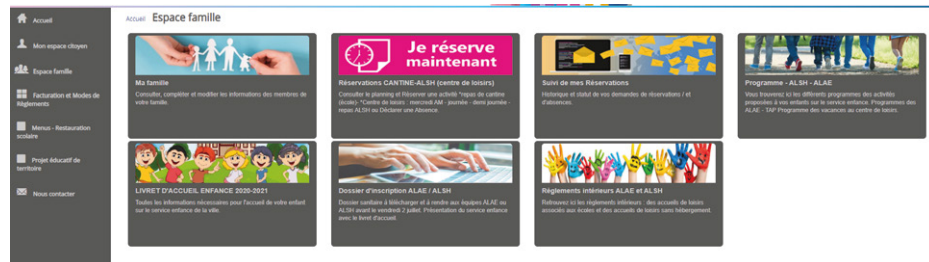 Accueil
Mon espace citoyen
Espace famille
Facturation et Modes de
Règlements
Menus - Restauration
scolaire
Projet éducatif de
territoire
Nous contacter
Accueil Espace famille
Ma famille
Consulter, compléter et modifier les informations des membres de
votre famille.
Je réserve
maintenant
Réservations CANTINE-ALSH (centre de loisirs)
Consulter le planning et Réserver une activité *repas de cantine
(école)- *Centre de loisirs : mercredi AM - journée - demi journée -
repas ALSH ou Déclarer une Absence.
Suivi de mes Réservations
Historique et statut de vos demandes de réservations / et
d'absences.
Programme - ALSH - ALAE
Vous trouverez ici les différents programmes des activités
proposées à vos enfants sur le service enfance. Programmes des
ALAE - TAP Programme des vacances au centre de loisirs.
LIVRET D'ACCUEIL ENFANCE 2020-2021
Toutes les informations nécessaires pour l'accueil de votre enfant
sur le service enfance de la ville.
Dossier d'inscription ALAE / ALSH
Dossier sanitaire à télécharger et à rendre aux équipes ALAE ou
ALSH avant le vendredi 2 juillet. Présentation du service enfance
avec le livret d'accueil.
Réglements intérieurs ALAE et ALSH
Retrouvez ici les réglements intérieurs : des accueils de loisirs
associés aux écoles et des accueils de loisirs sans hébergement.